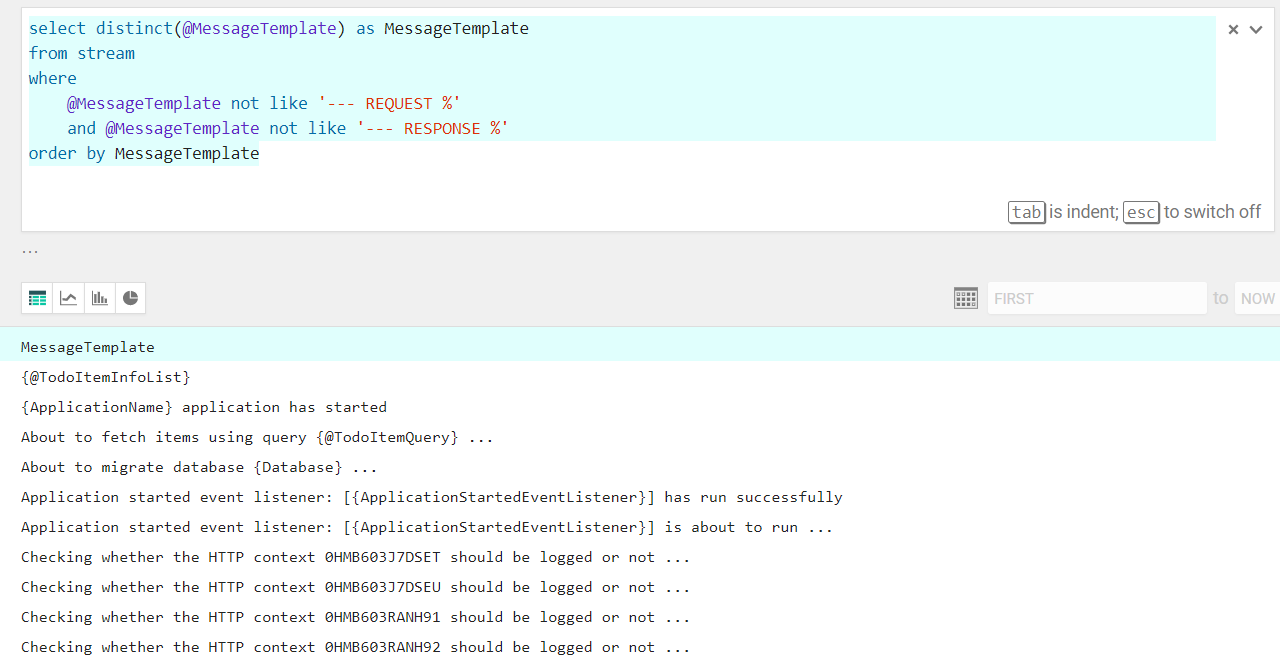 select distinct(@MessageTemplate) as MessageTemplate
from stream
where
    @MessageTemplate not like '--- REQUEST %'
    and @MessageTemplate not like '--- RESPONSE %'
order by MessageTemplate
tab is indent; esc to switch off
...
FIRST to NOW
MessageTemplate
{@TodoItemInfoList}
{ApplicationName} application has started
About to fetch items using query {@TodoItemQuery} ...
About to migrate database {Database} ...
Application started event listener: [{ApplicationStartedEventListener}] has run successfully
Application started event listener: [{ApplicationStartedEventListener}] is about to run ...
Checking whether the HTTP context 0HMB603J7DSET should be logged or not ...
Checking whether the HTTP context 0HMB603J7DSEU should be logged or not ...
Checking whether the HTTP context 0HMB603RANH91 should be logged or not ...
Checking whether the HTTP context 0HMB603RANH92 should be logged or not ...